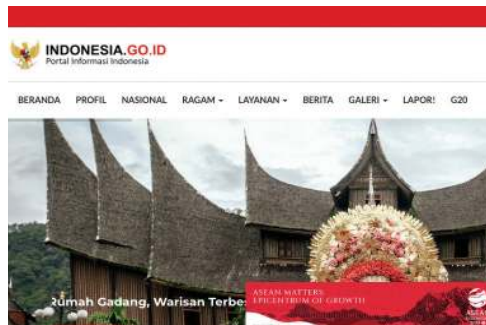 INDONESIA.GO.ID
Portal Informasi Indonesia
BERANDA PROFIL NASIONAL RAGAM LAYANAN BERITA GALERI LAPOR! G20
Rumah Gadang, Warisan
ASEAN MATTERS:
EPICENTRUM OF GROWTH